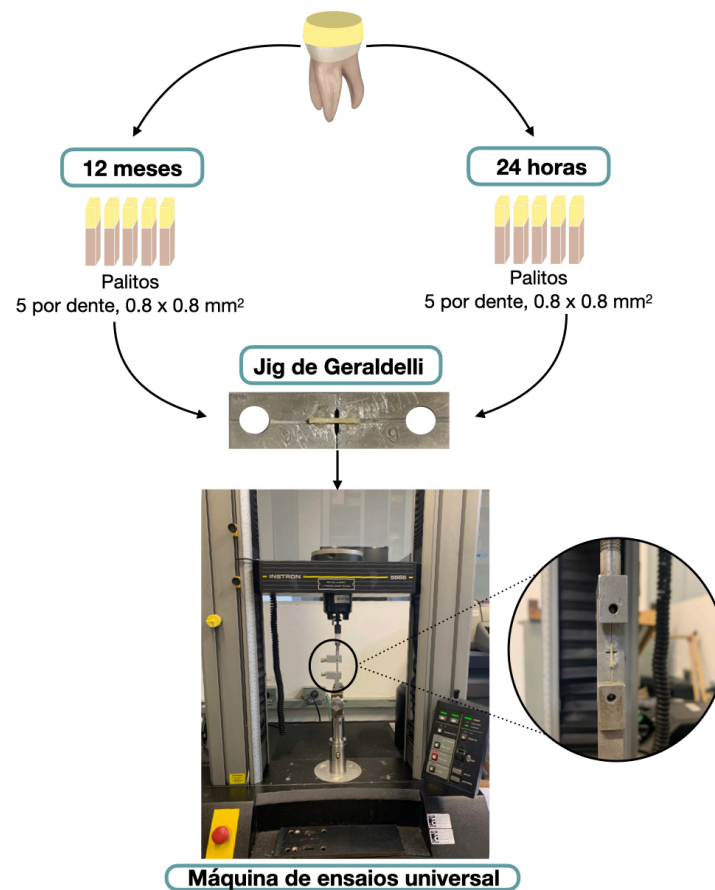 12 meses
24 horas
Palitos
5 por dente, 0.8 x 0.8 mm²
Palitos
5 por dente, 0.8 x 0.8 mm²
Jig de Geraldelli
INSTRON
Máquina de ensaios universal